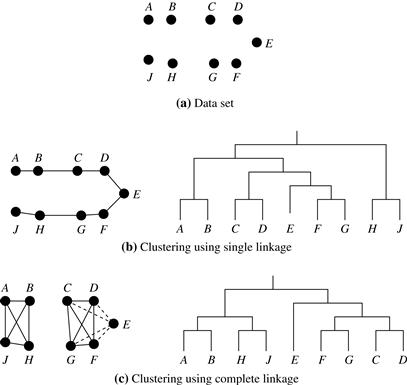 A B C D
E
J H G F
(a) Data set
A B C D
E
J H G F
A B C D E F G H J
(b) Clustering using single linkage
A B C D
E
J H G F
A B H J E F G C D
(c) Clustering using complete linkage